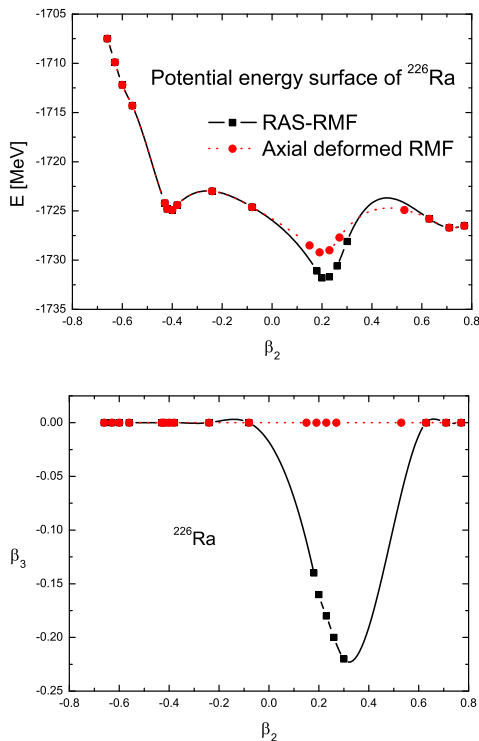 -1705
-1710
-1715
-1720
-1725
-1730
-1735
E [MeV]
Potential energy surface of ²²⁶Ra
RAS-RMF
Axial deformed RMF
-0.8 -0.6 -0.4 -0.2 0.0 0.2 0.4 0.6 0.8
β₂
0.00
-0.05
-0.10
-0.15
-0.20
-0.25
β₃
²²⁶Ra
-0.8 -0.6 -0.4 -0.2 0.0 0.2 0.4 0.6 0.8
β₂